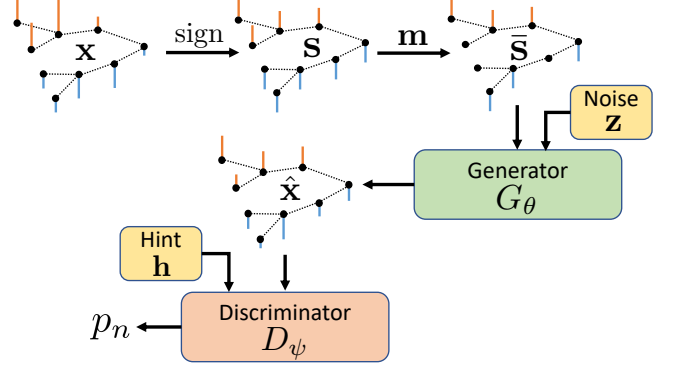 x
sign
s
m
s̄
Noise
z
Generator
G_θ
x̂
Hint
h
Discriminator
D_ψ
p_n